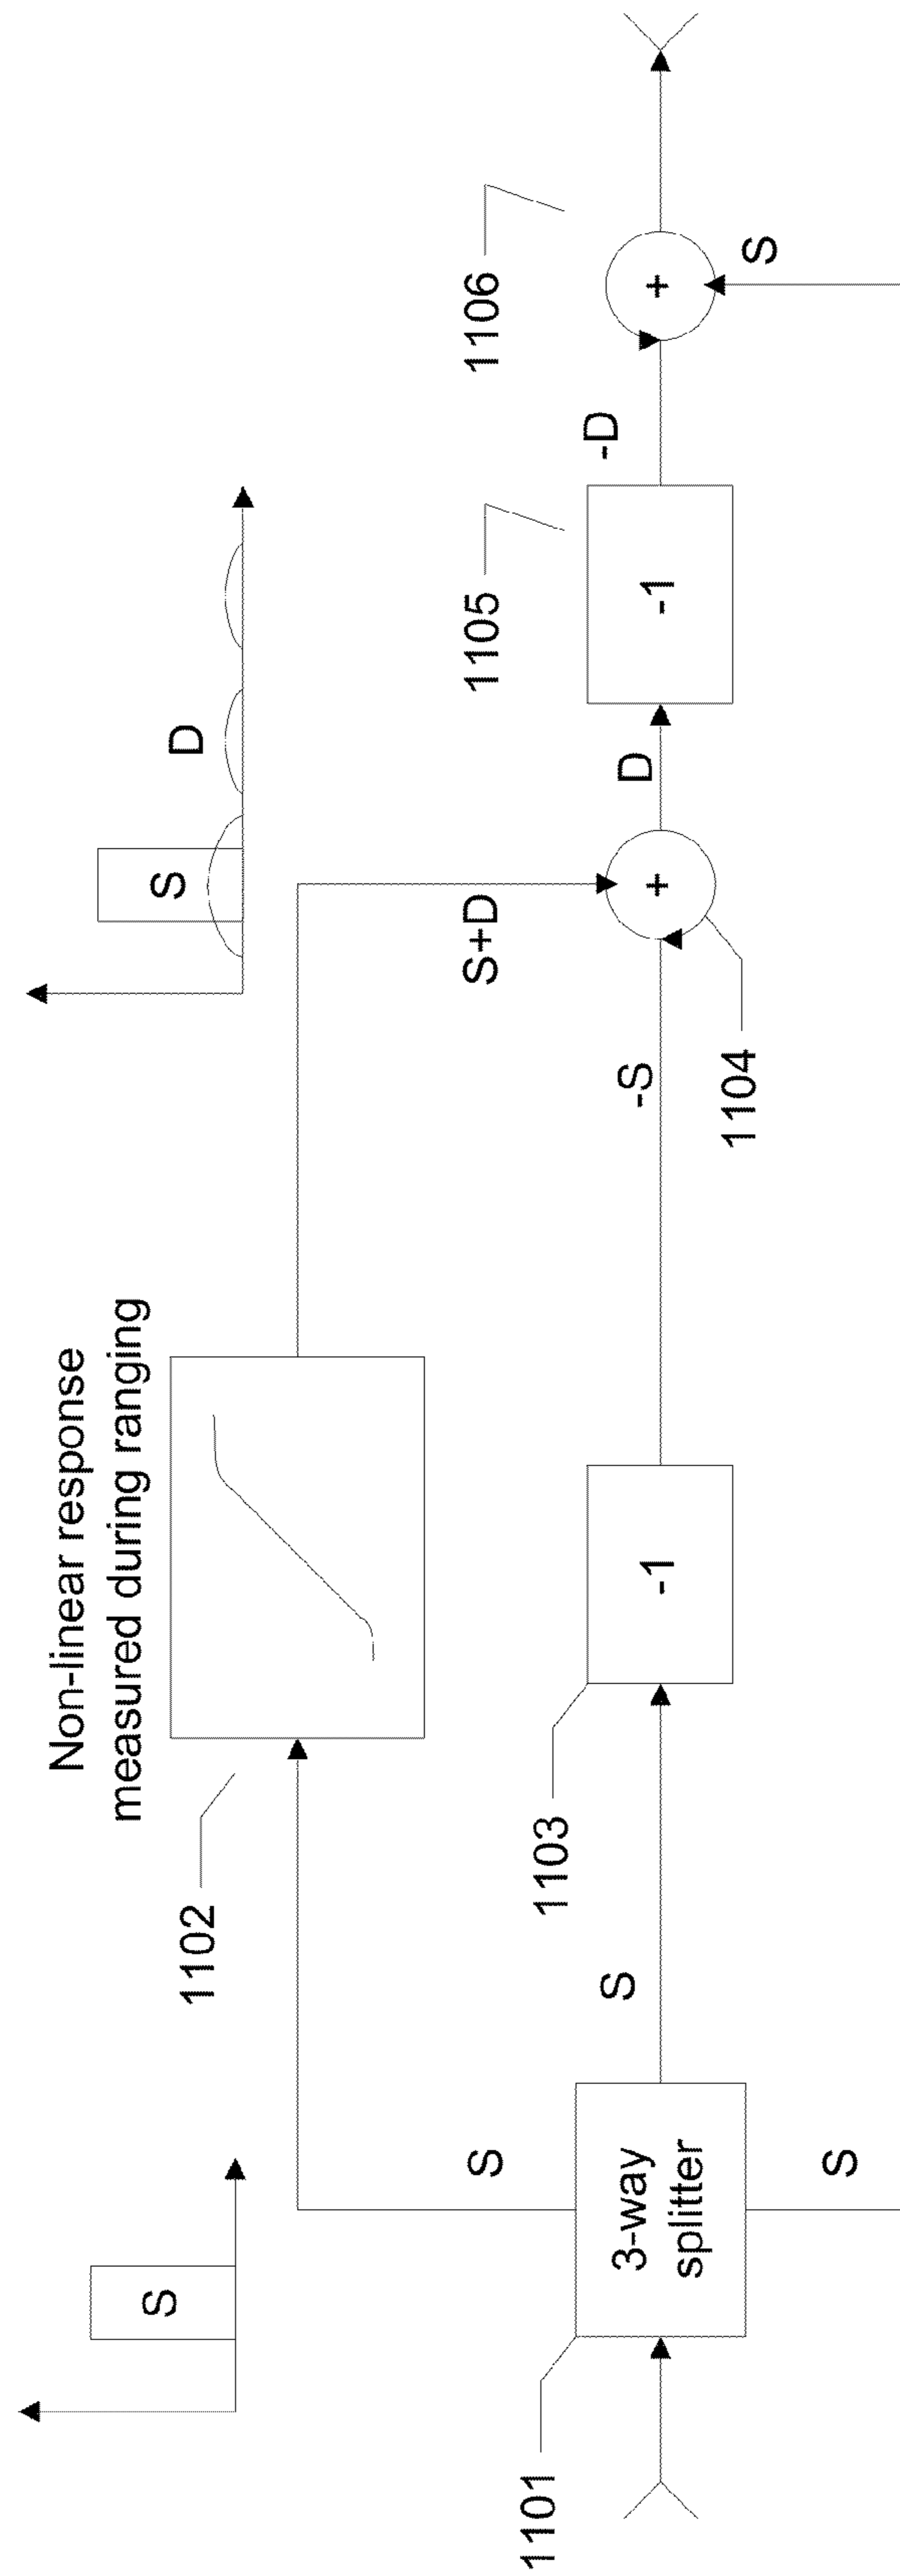 S
Non-linear response
measured during ranging
S
D
1102
S
S+D
1101
3-way
splitter
S
1103
-1
-S
1104
+
D
1105
-1
-D
1106
+
S
S